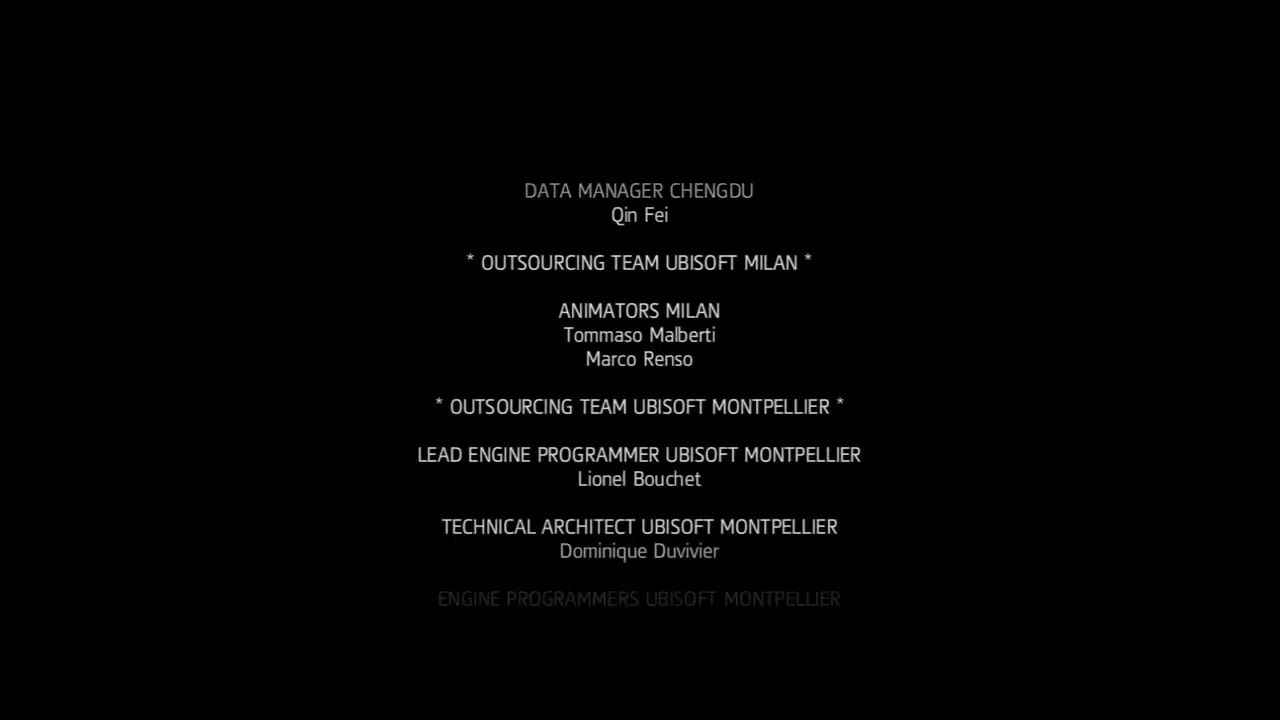 DATA MANAGER CHENGDU
Qin Fei
* OUTSOURCING TEAM UBISOFT MILAN *
ANIMATORS MILAN
Tommaso Malberti
Marco Renso
* OUTSOURCING TEAM UBISOFT MONTPELLIER *
LEAD ENGINE PROGRAMMER UBISOFT MONTPELLIER
Lionel Bouchet
TECHNICAL ARCHITECT UBISOFT MONTPELLIER
Dominique Duvivier
ENGINE PROGRAMMERS UBISOFT MONTPELLIER